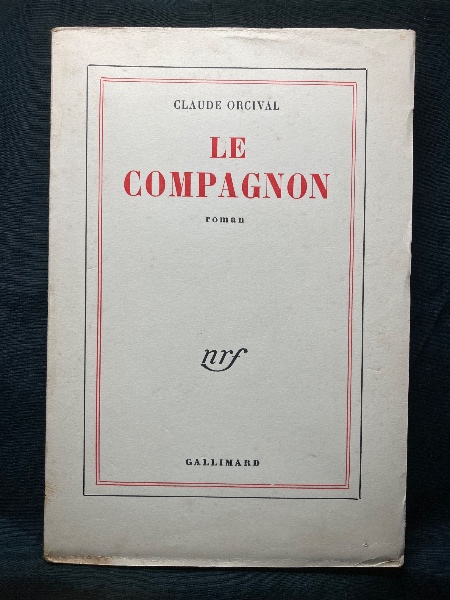 CLAUDE ORCIVAL
LE
COMPAGNON
roman
nrf
GALLIMARD